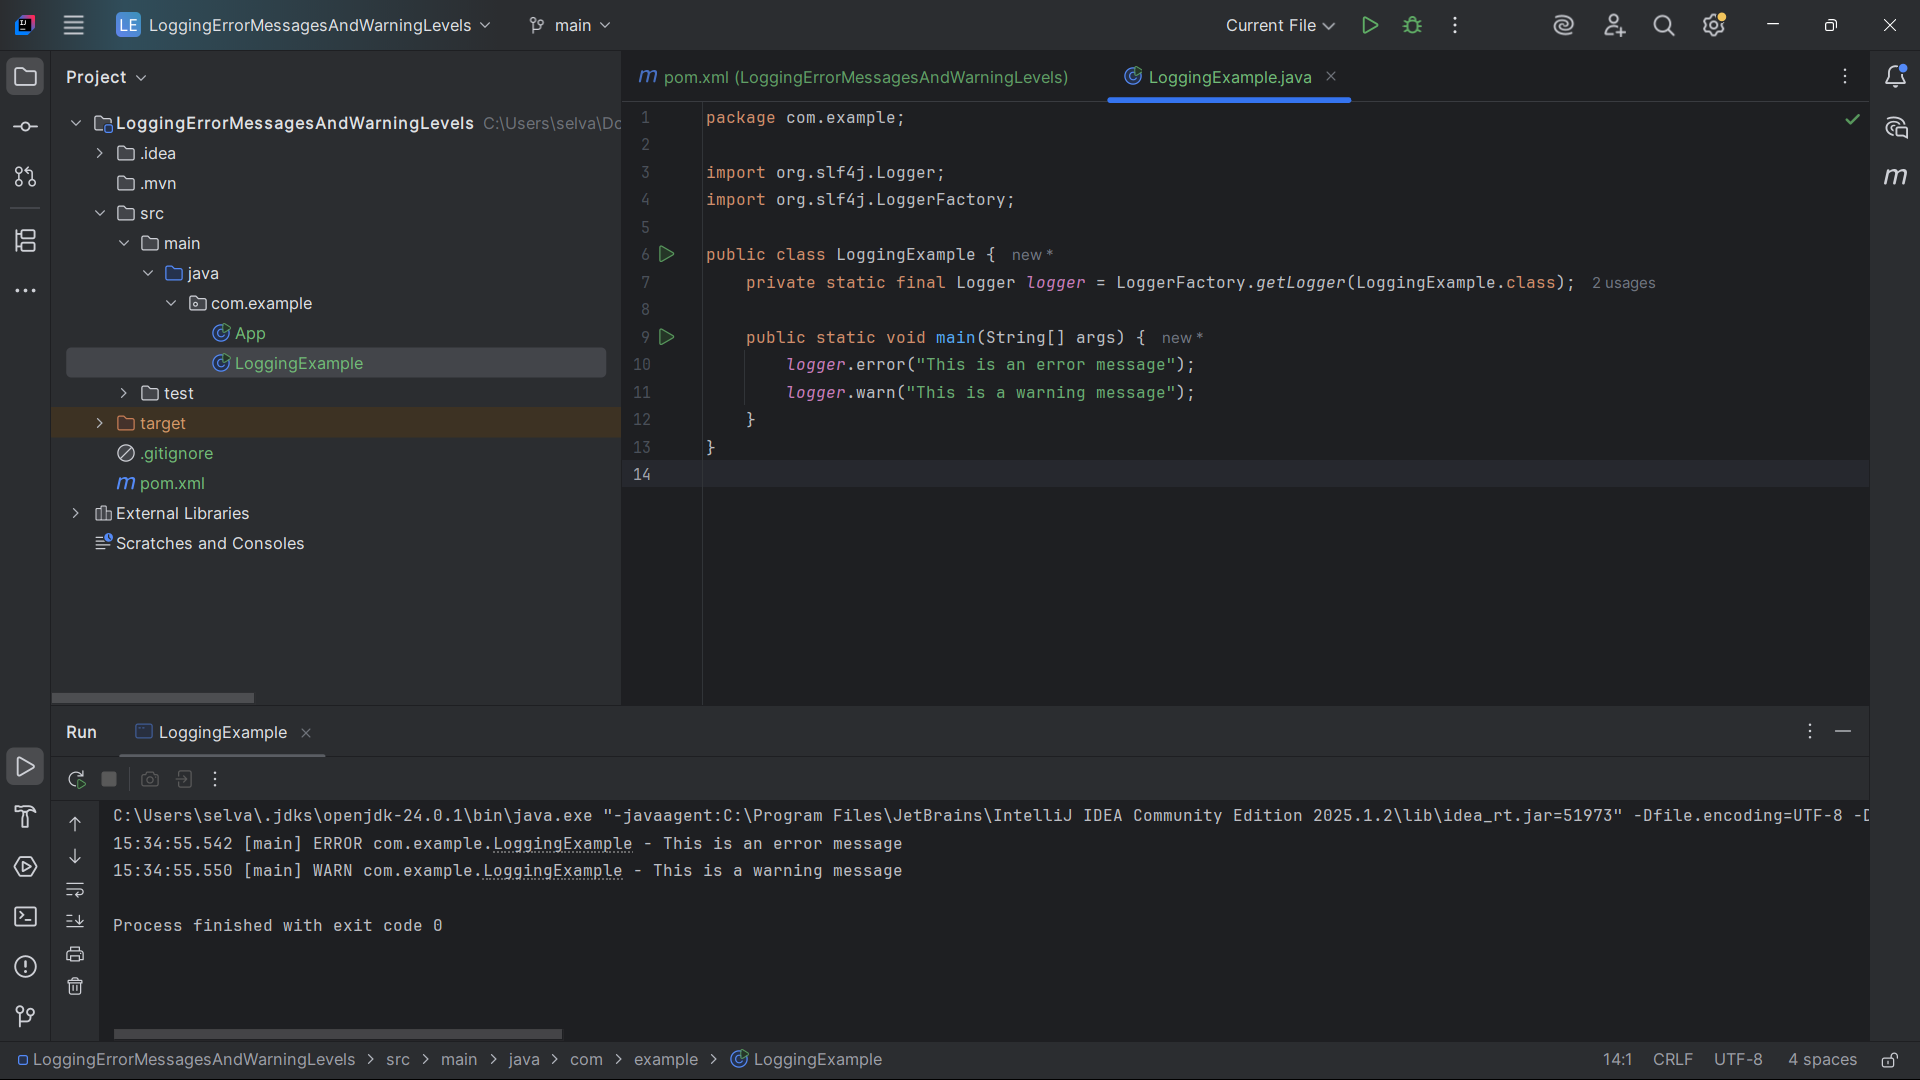 LE LoggingErrorMessagesAndWarningLevels main Current File
Project
LoggingErrorMessagesAndWarningLevels C:\Users\selva\Do
.idea
.mvn
src
main
java
com.example
App
LoggingExample
test
target
.gitignore
m pom.xml
External Libraries
Scratches and Consoles
m pom.xml (LoggingErrorMessagesAndWarningLevels) LoggingExample.java
m
1 package com.example;
2
3 import org.slf4j.Logger;
4 import org.slf4j.LoggerFactory;
5
6 public class LoggingExample { new *
7 private static final Logger logger = LoggerFactory.getLogger(LoggingExample.class); 2 usages
8
9 public static void main(String[] args) { new *
10 logger.error("This is an error message");
11 logger.warn("This is a warning message");
12 }
13 }
14
Run LoggingExample
C:\Users\selva\.jdks\openjdk-24.0.1\bin\java.exe "-javaagent:C:\Program Files\JetBrains\IntelliJ IDEA Community Edition 2025.1.2\lib\idea_rt.jar=51973" -Dfile.encoding=UTF-8 -D
15:34:55.542 [main] ERROR com.example.LoggingExample - This is an error message
15:34:55.550 [main] WARN com.example.LoggingExample - This is a warning message
Process finished with exit code 0
LoggingErrorMessagesAndWarningLevels > src > main > java > com > example > LoggingExample 14:1 CRLF UTF-8 4 spaces